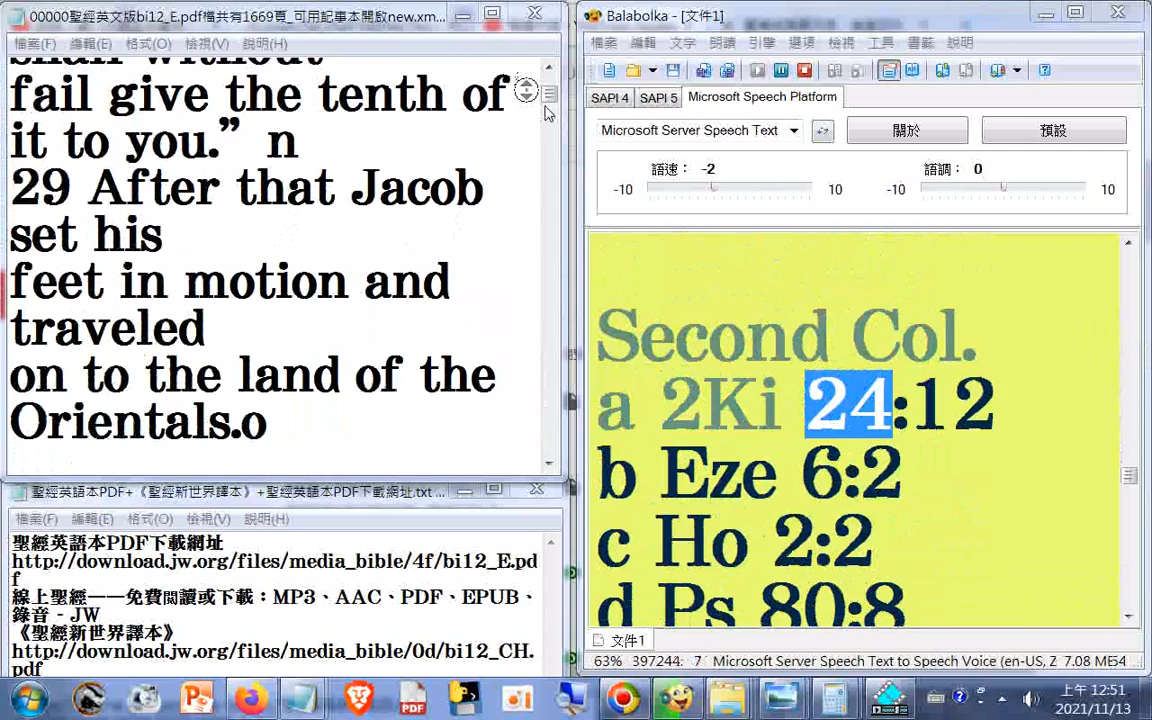 00000聖經英文版bi12_E.pdf檔共有1669頁_可用記事本開啟new.xm...
檔案(F) 編輯(E) 格式(O) 檢視(V) 說明(H)
shall without
fail give the tenth of
it to you.” n
29 After that Jacob
set his
feet in motion and
traveled
on to the land of the
Orientals.o
聖經英語本PDF+《聖經新世界譯本》+聖經英語本PDF下載網址.txt ...
檔案(F) 編輯(E) 格式(O) 檢視(V) 說明(H)
聖經英語本PDF下載網址
http://download.jw.org/files/media_bible/4f/bi12_E.pd
f
線上聖經——免費閱讀或下載：MP3、AAC、PDF、EPUB、
錄音 - JW
《聖經新世界譯本》
http://download.jw.org/files/media_bible/0d/bi12_CH.
pdf
Balabolka - [文件1]
檔案 編輯 文字 朗讀 引擎 選項 檢視 工具 書籤 說明
SAPI 4 SAPI 5 Microsoft Speech Platform
Microsoft Server Speech Text 關於 預設
語速： -2 語調： 0
-10 10 -10 10
Second Col.
a 2Ki 24:12
b Eze 6:2
c Ho 2:2
d Ps 80:8
文件1
63% 397244: 7 Microsoft Server Speech Text to Speech Voice (en-US, Z 7.08 ME54
上午 12:51
2021/11/13